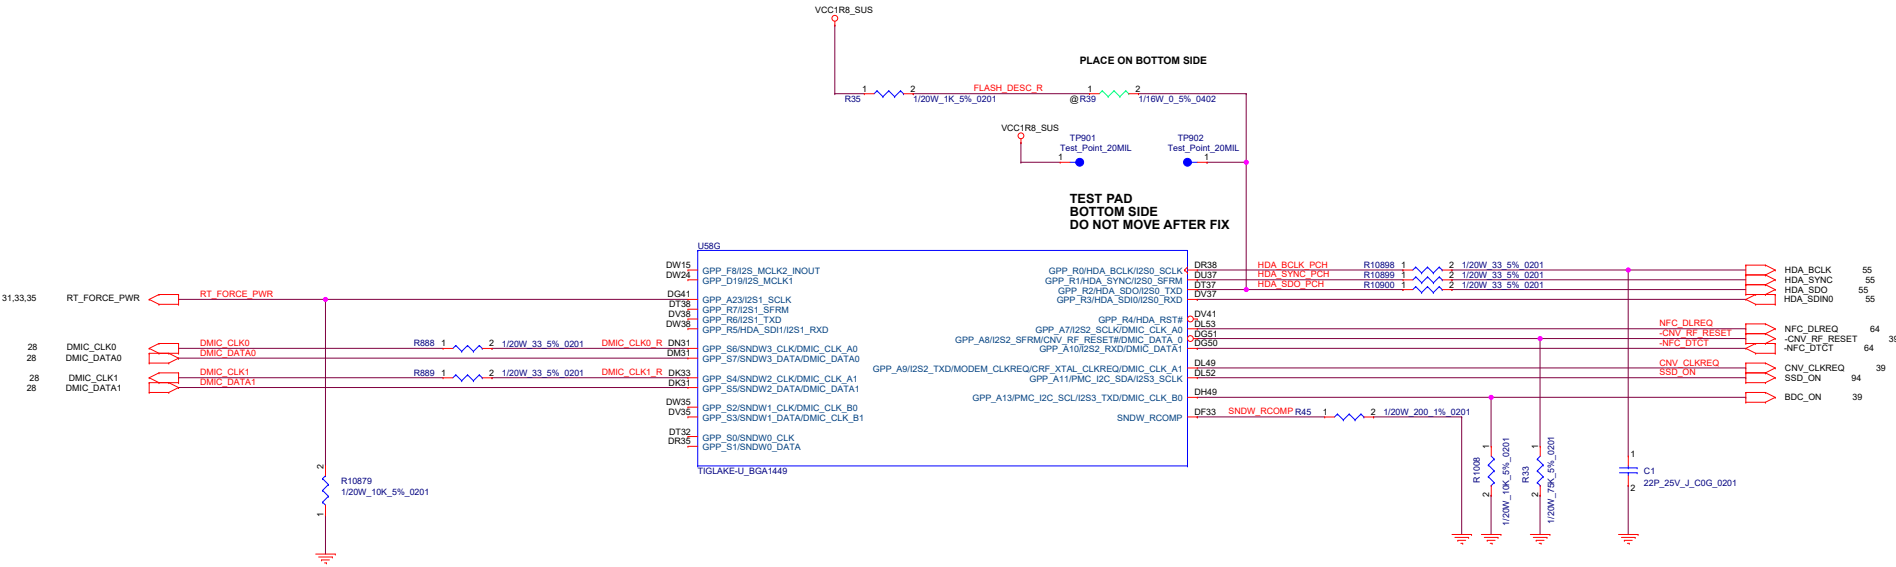 VCC1R8_SUS
PLACE ON BOTTOM SIDE
R35 1 2 1/20W_1K_5%_0201 FLASH_DESC_R @R39 1 2 1/16W_0_5%_0402
VCC1R8_SUS
TP901 TP902
Test_Point_20MIL Test_Point_20MIL
1 1
TEST PAD
BOTTOM SIDE
DO NOT MOVE AFTER FIX
U58G
DW15 GPP_F8/I2S_MCLK2_INOUT
DW24 GPP_D19/I2S_MCLK1
31,33,35 RT_FORCE_PWR RT_FORCE_PWR DG41 GPP_A23/I2S1_SCLK
DT38 GPP_R7/I2S1_SFRM
DV38 GPP_R6/I2S1_TXD
DW38 GPP_R5/HDA_SDI1/I2S1_RXD
28 DMIC_CLK0 DMIC_CLK0 R888 1 2 1/20W_33_5%_0201 DMIC_CLK0_R DN31 GPP_S6/SNDW3_CLK/DMIC_CLK_A0
28 DMIC_DATA0 DMIC_DATA0 DM31 GPP_S7/SNDW3_DATA/DMIC_DATA0
28 DMIC_CLK1 DMIC_CLK1 R889 1 2 1/20W_33_5%_0201 DMIC_CLK1_R DK33 GPP_S4/SNDW2_CLK/DMIC_CLK_A1
28 DMIC_DATA1 DMIC_DATA1 DK31 GPP_S5/SNDW2_DATA/DMIC_DATA1
DW35 GPP_S2/SNDW1_CLK/DMIC_CLK_B0
DV35 GPP_S3/SNDW1_DATA/DMIC_CLK_B1
DT32 GPP_S0/SNDW0_CLK
DR35 GPP_S1/SNDW0_DATA
TIGLAKE-U_BGA1449
GPP_R0/HDA_BCLK/I2S0_SCLK DR38 HDA_BCLK_PCH R10898 1 2 1/20W_33_5%_0201 HDA_BCLK 55
GPP_R1/HDA_SYNC/I2S0_SFRM DU37 HDA_SYNC_PCH R10899 1 2 1/20W_33_5%_0201 HDA_SYNC 55
GPP_R2/HDA_SDO/I2S0_TXD DT37 HDA_SDO_PCH R10900 1 2 1/20W_33_5%_0201 HDA_SDO 55
GPP_R3/HDA_SDI0/I2S0_RXD DV37 HDA_SDIN0 55
GPP_R4/HDA_RST# DV41
GPP_A7/I2S2_SCLK/DMIC_CLK_A0 DL53 NFC_DLREQ NFC_DLREQ 64
GPP_A8/I2S2_SFRM/CNV_RF_RESET#/DMIC_DATA_0 DG51 -CNV_RF_RESET -CNV_RF_RESET 39
GPP_A10/I2S2_RXD/DMIC_DATA1 DG50 -NFC_DTCT -NFC_DTCT 64
GPP_A9/I2S2_TXD/MODEM_CLKREQ/CRF_XTAL_CLKREQ/DMIC_CLK_A1 DL49 CNV_CLKREQ CNV_CLKREQ 39
GPP_A11/PMC_I2C_SDA/I2S3_SCLK DL52 SSD_ON SSD_ON 94
GPP_A13/PMC_I2C_SCL/I2S3_TXD/DMIC_CLK_B0 DH49 BDC_ON 39
SNDW_RCOMP DF33 SNDW_RCOMP R45 1 2 1/20W_200_1%_0201
2 R10879 1
1/20W_10K_5%_0201
1 R1008 2
1/20W_10K_5%_0201
1 R33 2
1/20W_75K_5%_0201
1 C1 2
22P_25V_J_C0G_0201